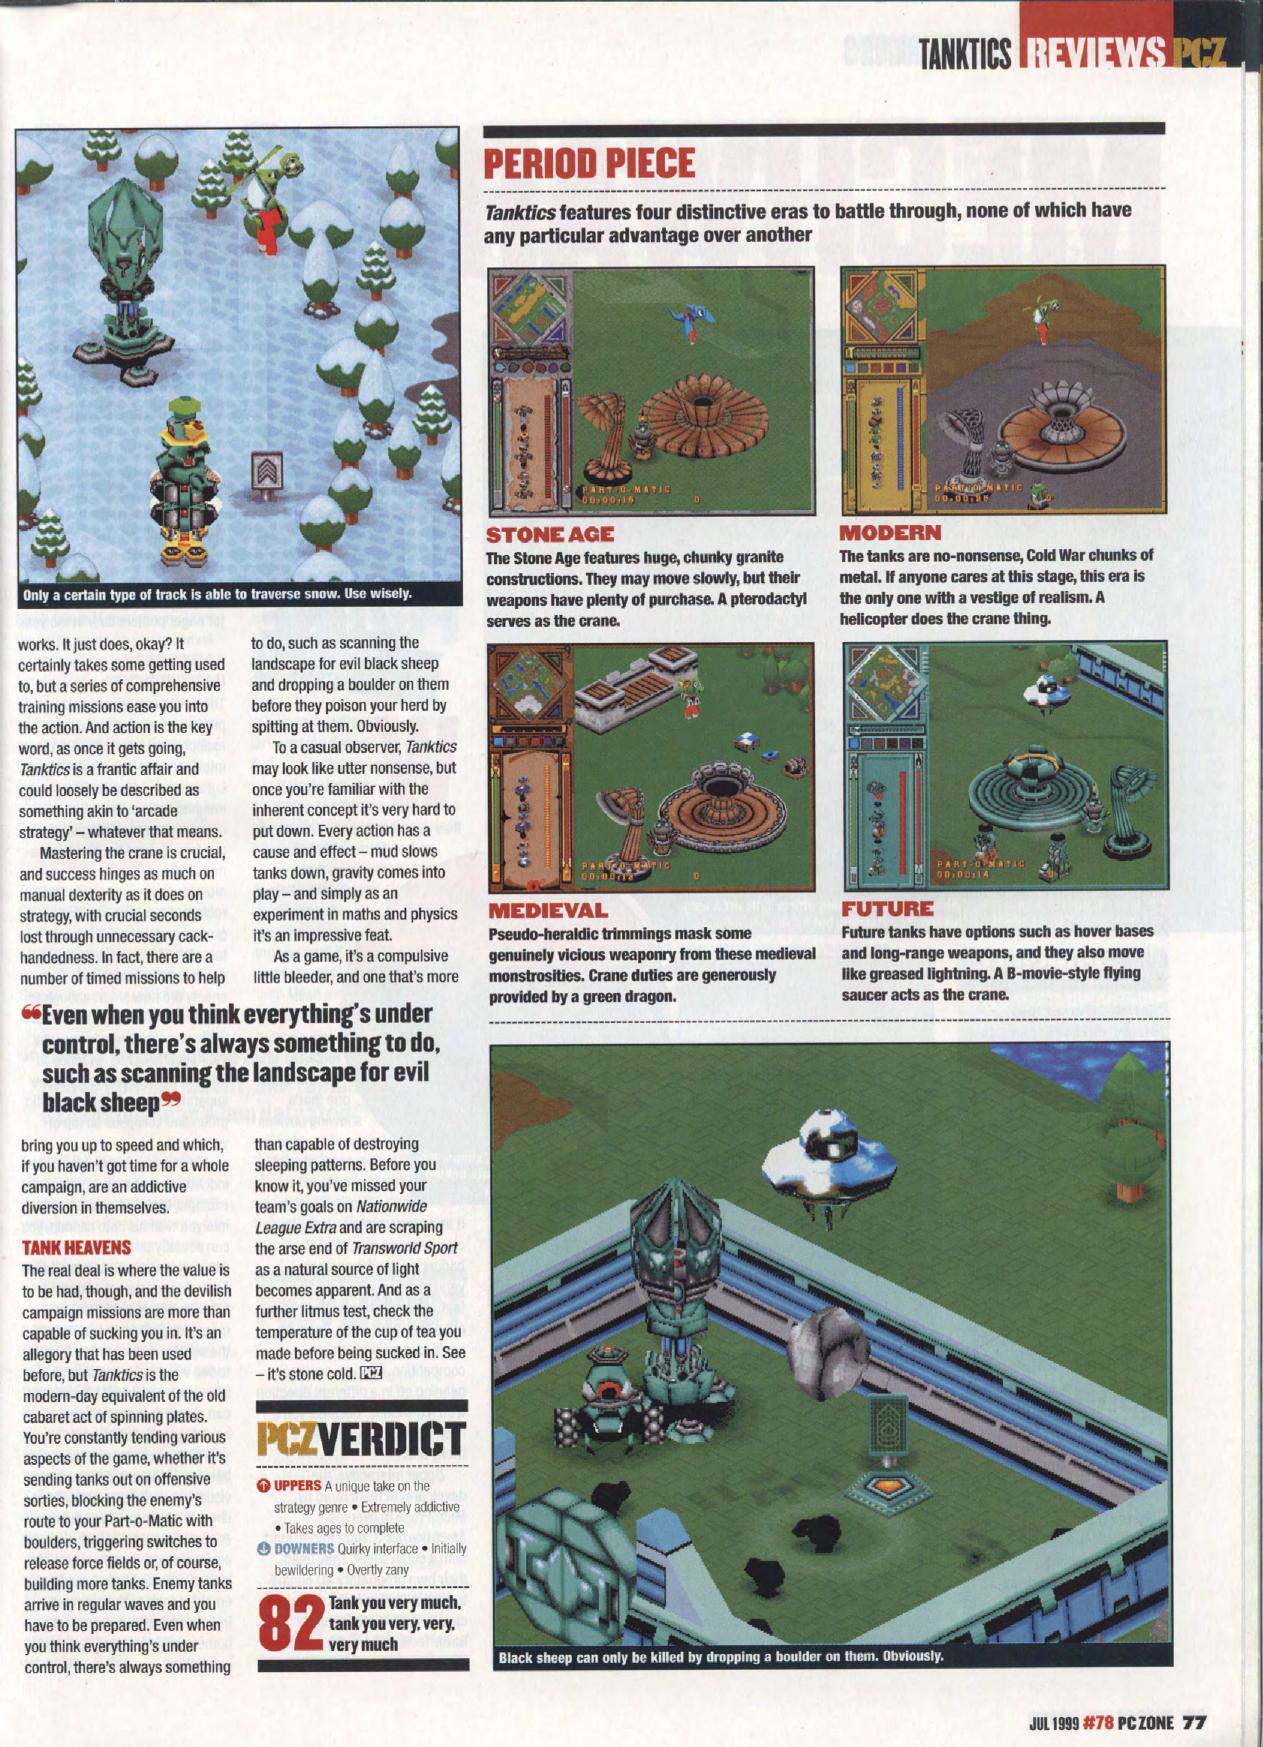 TANKTICS REVIEWS PCZ
Only a certain type of track is able to traverse snow. Use wisely.
works. It just does, okay? It
certainly takes some getting used
to, but a series of comprehensive
training missions ease you into
the action. And action is the key
word, as once it gets going,
Tanktics is a frantic affair and
could loosely be described as
something akin to ‘arcade
strategy’ – whatever that means.
Mastering the crane is crucial,
and success hinges as much on
manual dexterity as it does on
strategy, with crucial seconds
lost through unnecessary cack-
handedness. In fact, there are a
number of timed missions to help
to do, such as scanning the
landscape for evil black sheep
and dropping a boulder on them
before they poison your herd by
spitting at them. Obviously.
To a casual observer, Tanktics
may look like utter nonsense, but
once you’re familiar with the
inherent concept it’s very hard to
put down. Every action has a
cause and effect – mud slows
tanks down, gravity comes into
play – and simply as an
experiment in maths and physics
it’s an impressive feat.
As a game, it’s a compulsive
little bleeder, and one that’s more
“Even when you think everything’s under
control, there’s always something to do,
such as scanning the landscape for evil
black sheep”
bring you up to speed and which,
if you haven’t got time for a whole
campaign, are an addictive
diversion in themselves.
TANK HEAVENS
The real deal is where the value is
to be had, though, and the devilish
campaign missions are more than
capable of sucking you in. It’s an
allegory that has been used
before, but Tanktics is the
modern-day equivalent of the old
cabaret act of spinning plates.
You’re constantly tending various
aspects of the game, whether it’s
sending tanks out on offensive
sorties, blocking the enemy’s
route to your Part-o-Matic with
boulders, triggering switches to
release force fields or, of course,
building more tanks. Enemy tanks
arrive in regular waves and you
have to be prepared. Even when
you think everything’s under
control, there’s always something
than capable of destroying
sleeping patterns. Before you
know it, you’ve missed your
team’s goals on Nationwide
League Extra and are scraping
the arse end of Transworld Sport
as a natural source of light
becomes apparent. And as a
further litmus test, check the
temperature of the cup of tea you
made before being sucked in. See
– it’s stone cold. PCZ
PCZVERDICT
UPPERS A unique take on the
strategy genre • Extremely addictive
• Takes ages to complete
DOWNERS Quirky interface • Initially
bewildering • Overtly zany
82
Tank you very much,
tank you very, very,
very much
PERIOD PIECE
Tanktics features four distinctive eras to battle through, none of which have
any particular advantage over another
PART-O-MATIC
00:00:16 0
STONE AGE
The Stone Age features huge, chunky granite
constructions. They may move slowly, but their
weapons have plenty of purchase. A pterodactyl
serves as the crane.
PART-O-MATIC
MODERN
The tanks are no-nonsense, Cold War chunks of
metal. If anyone cares at this stage, this era is
the only one with a vestige of realism. A
helicopter does the crane thing.
PART-O-MATIC
0
MEDIEVAL
Pseudo-heraldic trimmings mask some
genuinely vicious weaponry from these medieval
monstrosities. Crane duties are generously
provided by a green dragon.
PART-O-MATIC
00:00:14 0
FUTURE
Future tanks have options such as hover bases
and long-range weapons, and they also move
like greased lightning. A B-movie-style flying
saucer acts as the crane.
Black sheep can only be killed by dropping a boulder on them. Obviously.
JUL 1999 #78 PC ZONE 77